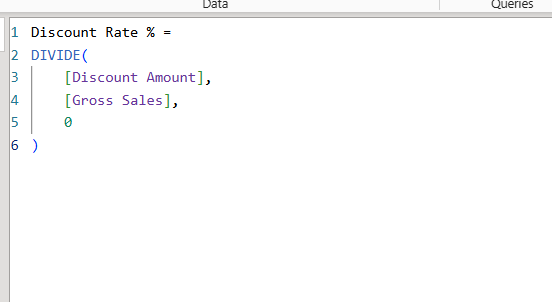 Data Queries
1 Discount Rate % =
2 DIVIDE(
3 [Discount Amount],
4 [Gross Sales],
5 0
6 )